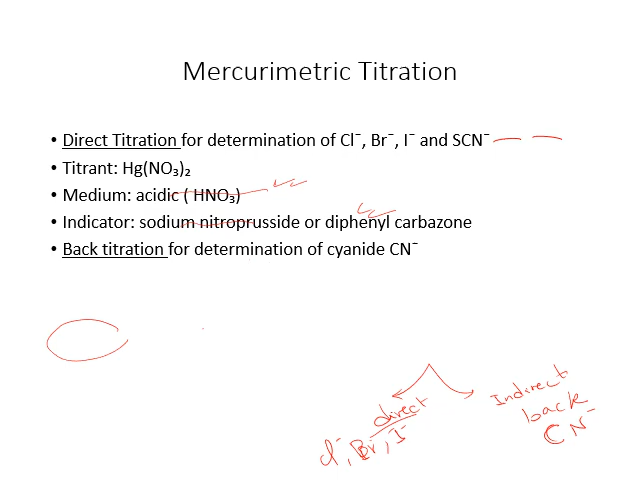 Mercurimetric Titration
• Direct Titration for determination of Cl⁻, Br⁻, I⁻ and SCN⁻
• Titrant: Hg(NO₃)₂
• Medium: acidic ( HNO₃)
• Indicator: sodium nitroprusside or diphenyl carbazone
• Back titration for determination of cyanide CN⁻
direct
Cl⁻, Br⁻, I⁻
Indirect
back
CN⁻